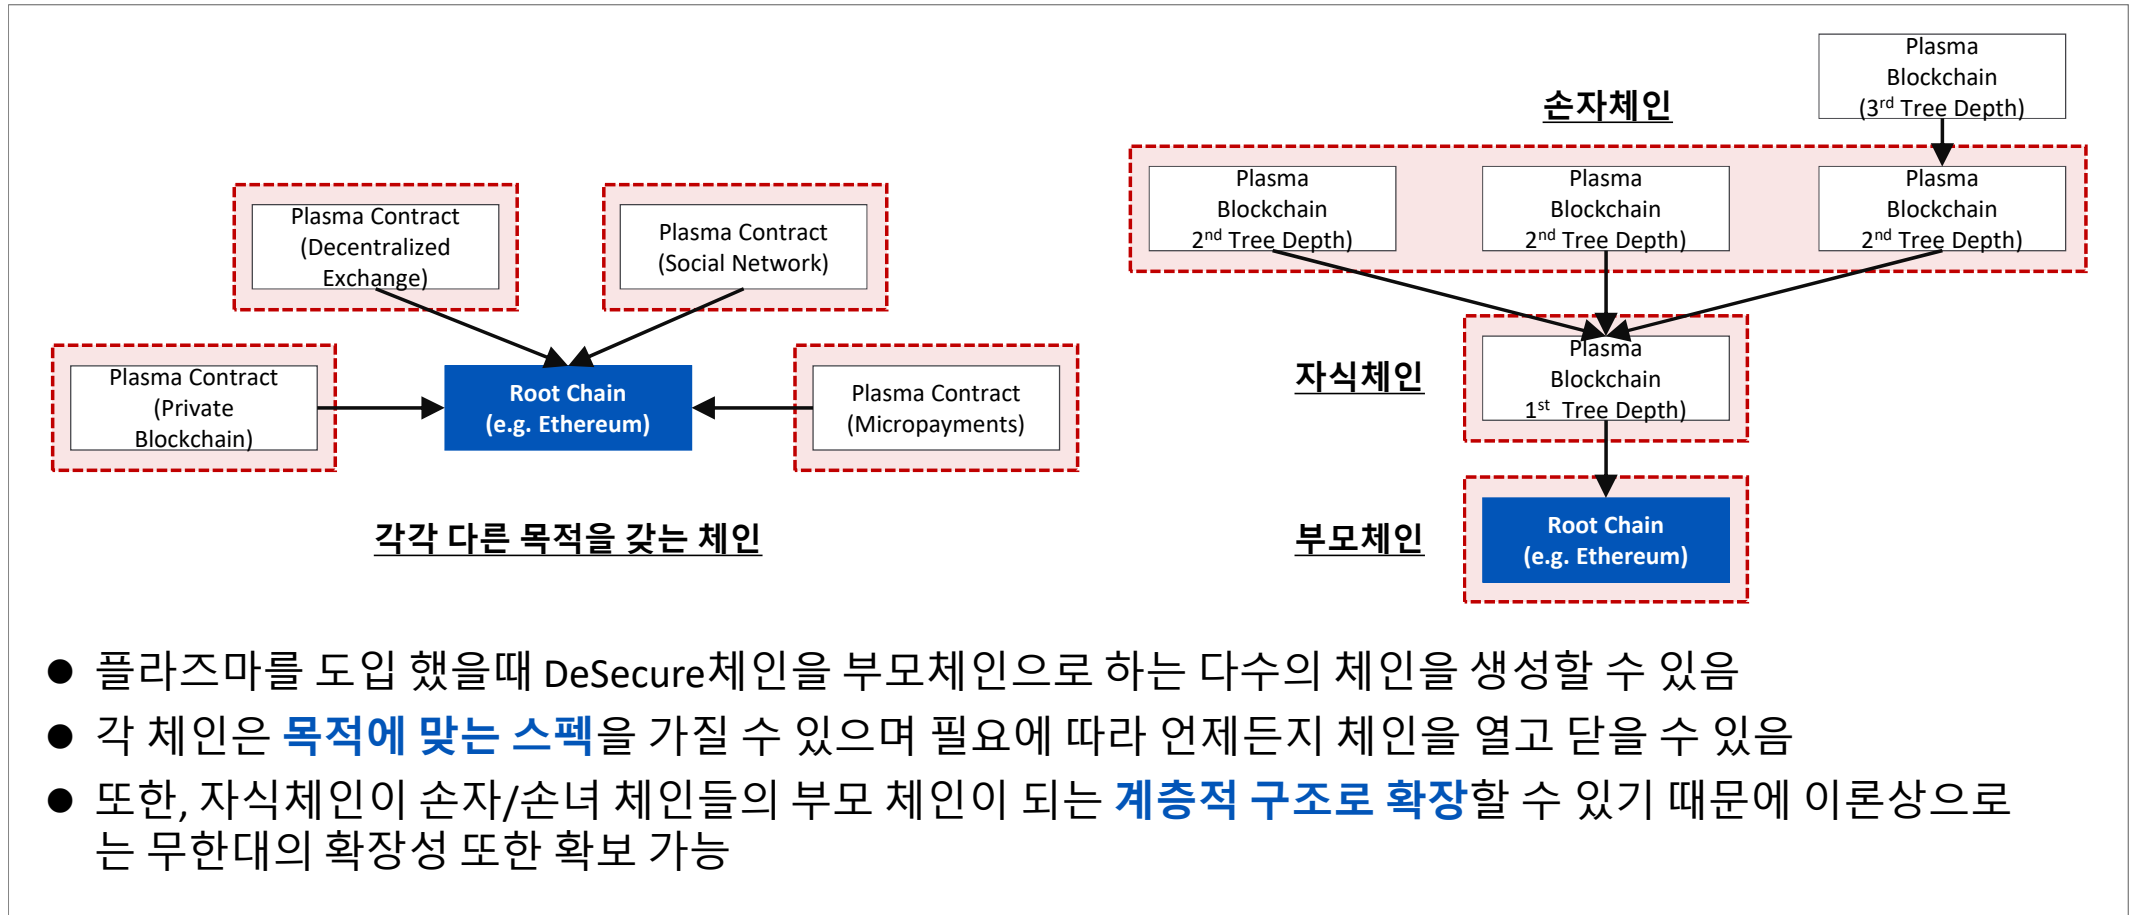 Plasma Contract
(Decentralized
Exchange)
Plasma Contract
(Social Network)
Plasma Contract
(Private
Blockchain)
Root Chain
(e.g. Ethereum)
Plasma Contract
(Micropayments)
각각 다른 목적을 갖는 체인
Plasma
Blockchain
(3rd Tree Depth)
손자체인
Plasma
Blockchain
2nd Tree Depth)
Plasma
Blockchain
2nd Tree Depth)
Plasma
Blockchain
2nd Tree Depth)
자식체인
Plasma
Blockchain
1st Tree Depth)
부모체인
Root Chain
(e.g. Ethereum)
● 플라즈마를 도입 했을때 DeSecure체인을 부모체인으로 하는 다수의 체인을 생성할 수 있음
● 각 체인은 목적에 맞는 스펙을 가질 수 있으며 필요에 따라 언제든지 체인을 열고 닫을 수 있음
● 또한, 자식체인이 손자/손녀 체인들의 부모 체인이 되는 계층적 구조로 확장할 수 있기 때문에 이론상으로
는 무한대의 확장성 또한 확보 가능